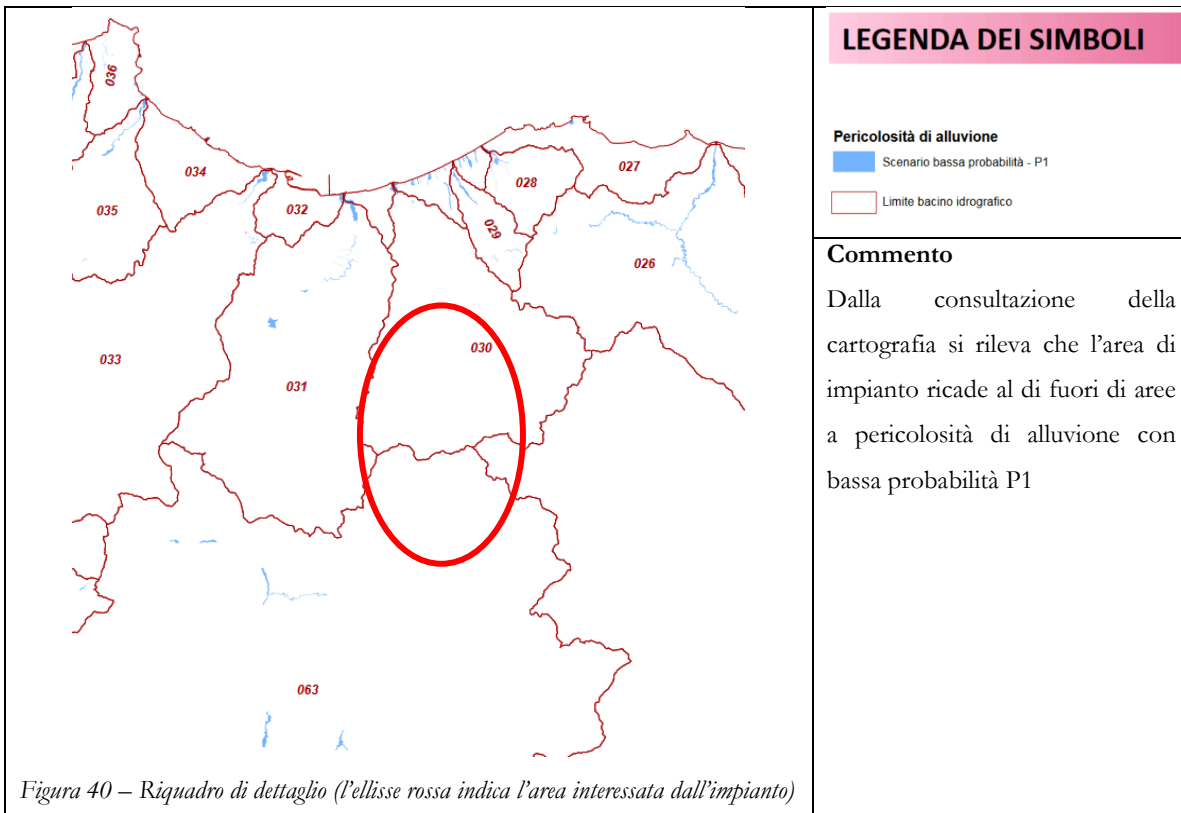 036
034
035
032
027
028
029
026
033
031
030
063
Figura 40 – Riquadro di dettaglio (l'ellisse rossa indica l'area interessata dall'impianto)
LEGENDA DEI SIMBOLI
Pericolosità di alluvione
Scenario bassa probabilità - P1
Limite bacino idrografico
Commento
Dalla consultazione della
cartografia si rileva che l'area di
impianto ricade al di fuori di aree
a pericolosità di alluvione con
bassa probabilità P1